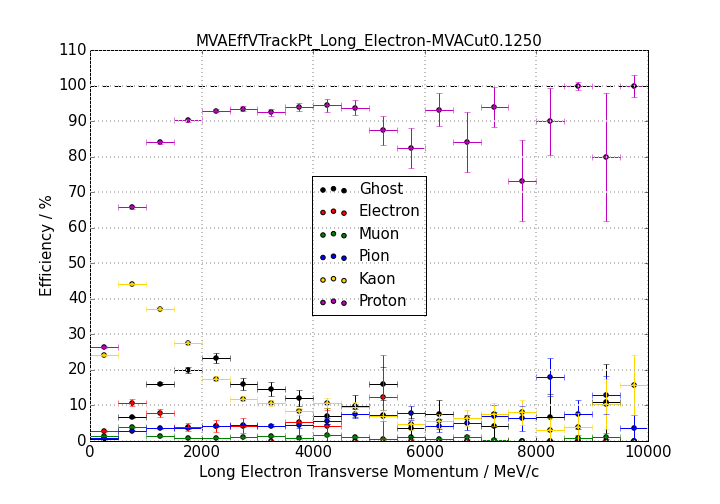 MVAEffVTrackPt_Long_Electron-MVACut0.1250
110
100
90
80
70
60
50
40
30
20
10
0
Efficiency / %
Ghost
Electron
Muon
Pion
Kaon
Proton
0 2000 4000 6000 8000 10000
Long Electron Transverse Momentum / MeV/c